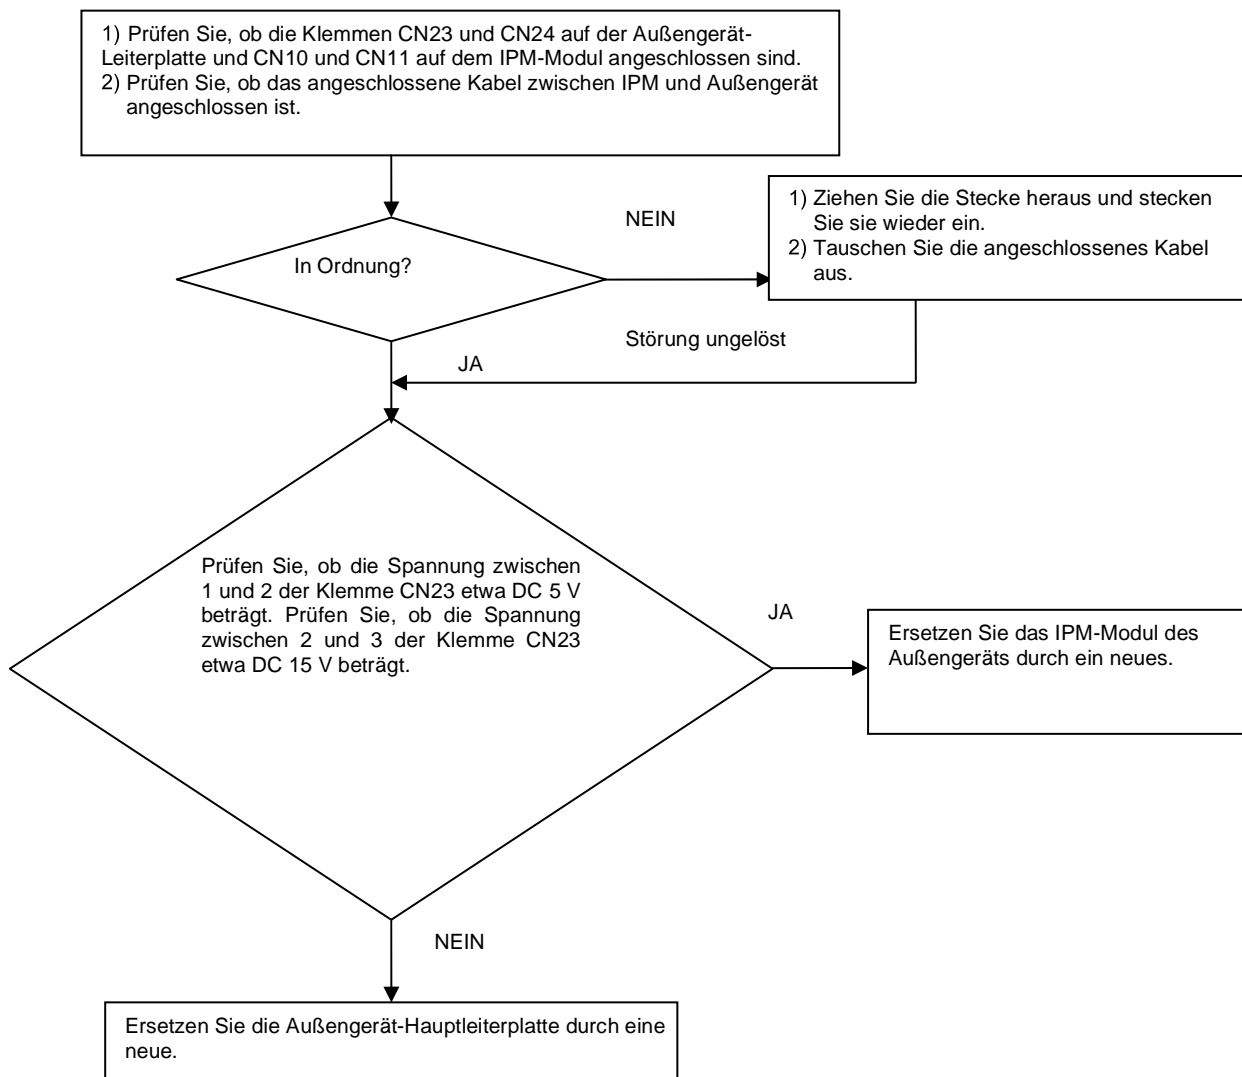 1) Prüfen Sie, ob die Klemmen CN23 und CN24 auf der Außengerät-
Leiterplatte und CN10 und CN11 auf dem IPM-Modul angeschlossen sind.
2) Prüfen Sie, ob das angeschlossene Kabel zwischen IPM und Außengerät
angeschlossen ist.
NEIN
1) Ziehen Sie die Stecke heraus und stecken
Sie sie wieder ein.
2) Tauschen Sie die angeschlossenes Kabel
aus.
In Ordnung?
Störung ungelöst
JA
Prüfen Sie, ob die Spannung zwischen
1 und 2 der Klemme CN23 etwa DC 5 V
beträgt. Prüfen Sie, ob die Spannung
zwischen 2 und 3 der Klemme CN23
etwa DC 15 V beträgt.
JA
Ersetzen Sie das IPM-Modul des
Außengeräts durch ein neues.
NEIN
Ersetzen Sie die Außengerät-Hauptleiterplatte durch eine
neue.